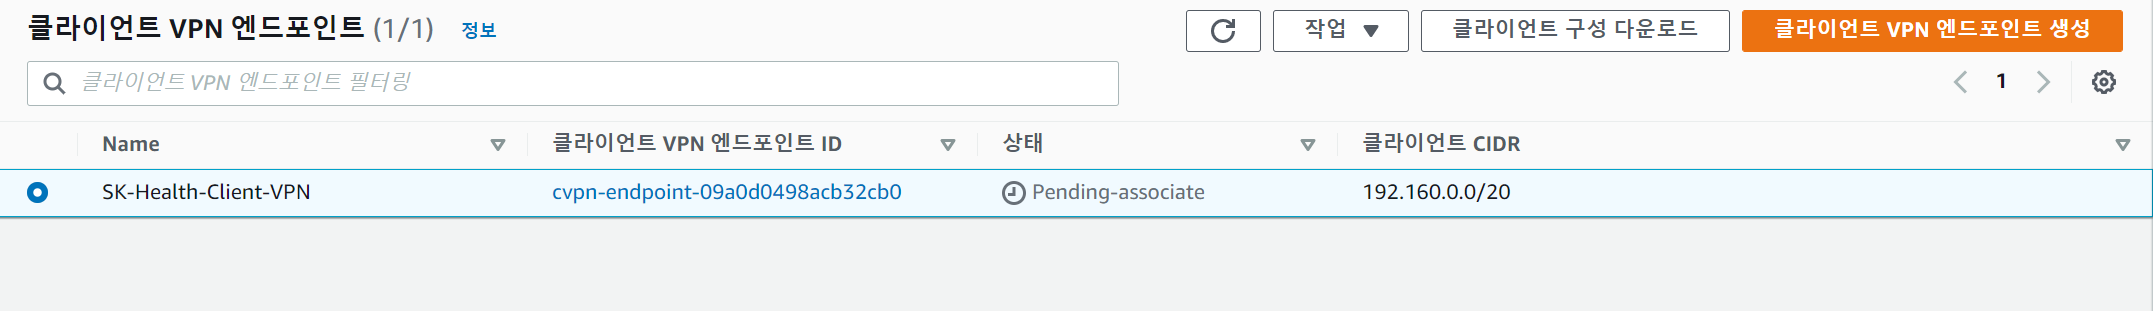 클라이언트 VPN 엔드포인트 (1/1) 정보 작업 클라이언트 구성 다운로드 클라이언트 VPN 엔드포인트 생성
클라이언트 VPN 엔드포인트 필터링 1
Name 클라이언트 VPN 엔드포인트 ID 상태 클라이언트 CIDR
SK-Health-Client-VPN cvpn-endpoint-09a0d0498acb32cb0 Pending-associate 192.160.0.0/20